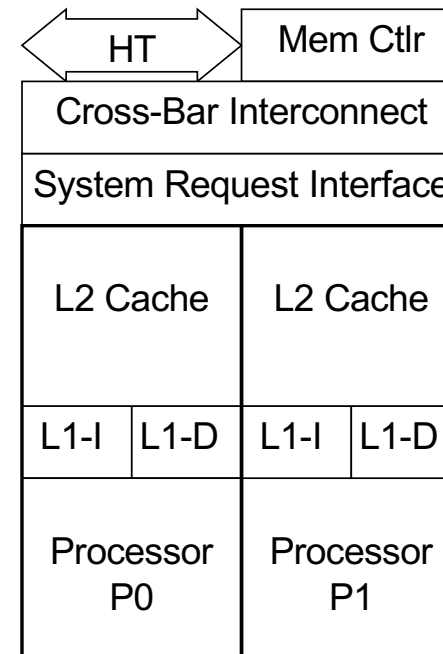 HT
Mem Ctlr
Cross-Bar Interconnect
System Request Interface
L2 Cache
L2 Cache
L1-I
L1-D
L1-I
L1-D
Processor
P0
Processor
P1